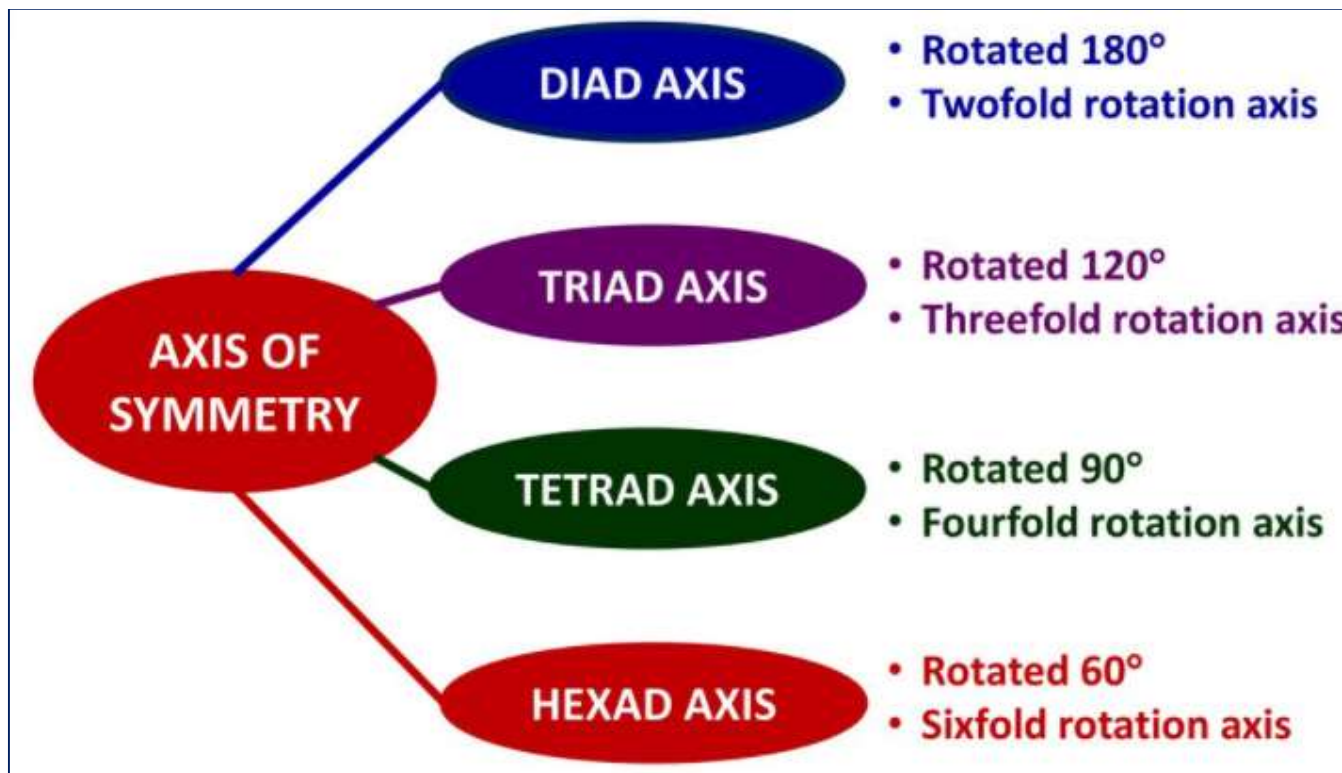 DIAD AXIS
• Rotated 180°
• Twofold rotation axis
TRIAD AXIS
• Rotated 120°
• Threefold rotation axis
AXIS OF
SYMMETRY
TETRAD AXIS
• Rotated 90°
• Fourfold rotation axis
HEXAD AXIS
• Rotated 60°
• Sixfold rotation axis